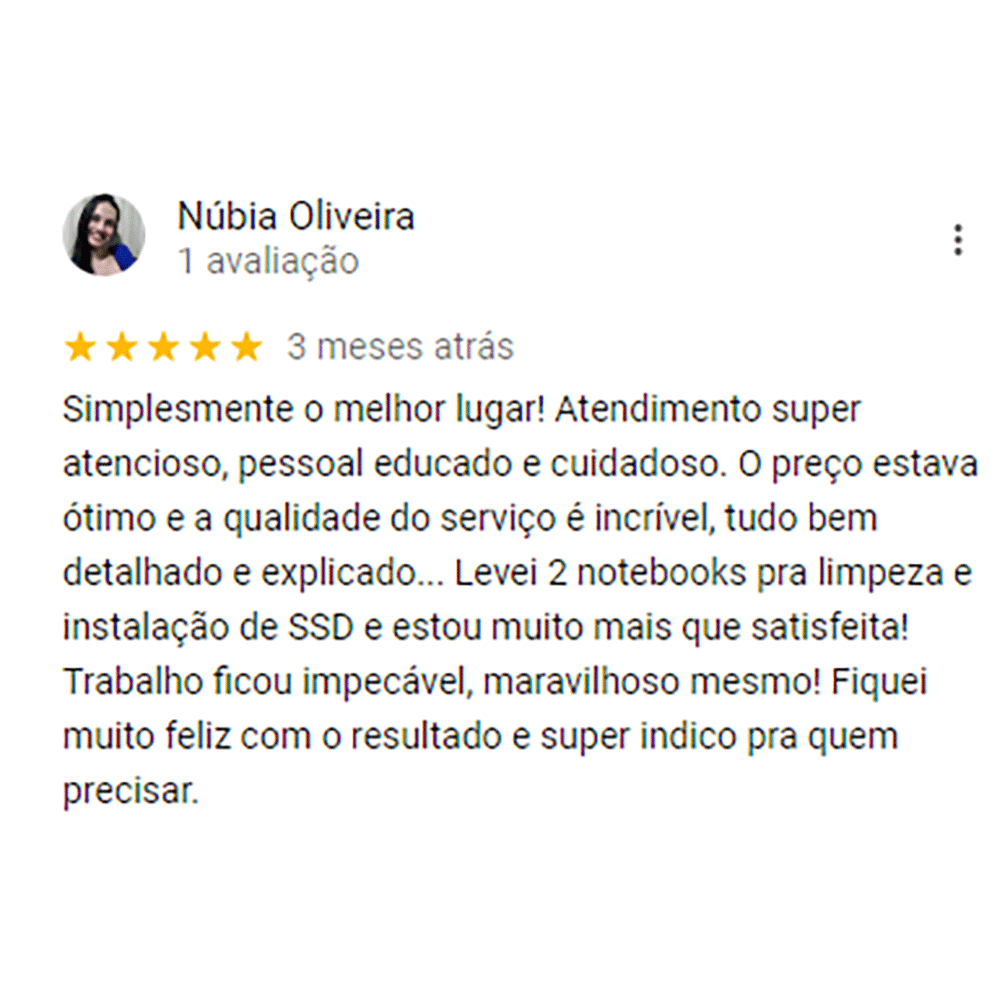 Núbia Oliveira
1 avaliação
3 meses atrás
Simplesmente o melhor lugar! Atendimento super
atencioso, pessoal educado e cuidadoso. O preço estava
ótimo e a qualidade do serviço é incrível, tudo bem
detalhado e explicado... Levei 2 notebooks pra limpeza e
instalação de SSD e estou muito mais que satisfeita!
Trabalho ficou impecável, maravilhoso mesmo! Fiquei
muito feliz com o resultado e super indico pra quem
precisar.